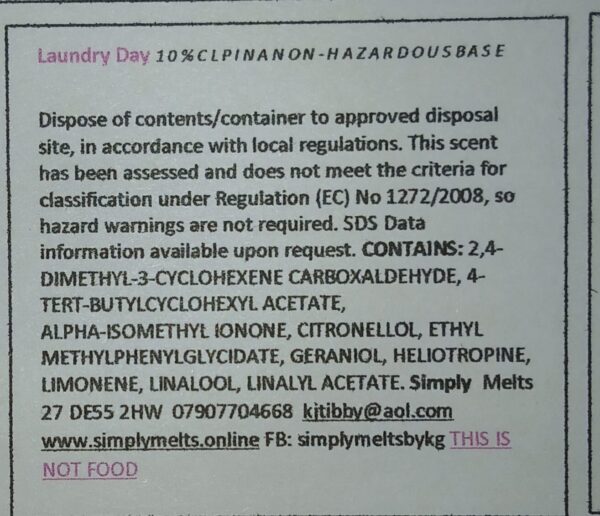 Laundry Day 10%CLPINANON-HAZARDOUSBASE
Dispose of contents/container to approved disposal
site, in accordance with local regulations. This scent
has been assessed and does not meet the criteria for
classification under Regulation (EC) No 1272/2008, so
hazard warnings are not required. SDS Data
information available upon request. CONTAINS: 2,4-
DIMETHYL-3-CYCLOHEXENE CARBOXALDEHYDE, 4-
TERT-BUTYLCYCLOHEXYL ACETATE,
ALPHA-ISOMETHYL IONONE, CITRONELLOL, ETHYL
METHYLPHENYLGLYCIDATE, GERANIOL, HELIOTROPINE,
LIMONENE, LINALOOL, LINALYL ACETATE. Simply Melts
27 DE55 2HW 07907704668 kjtibby@aol.com
www.simplymelts.online FB: simplymeltsbykg THIS IS
NOT FOOD